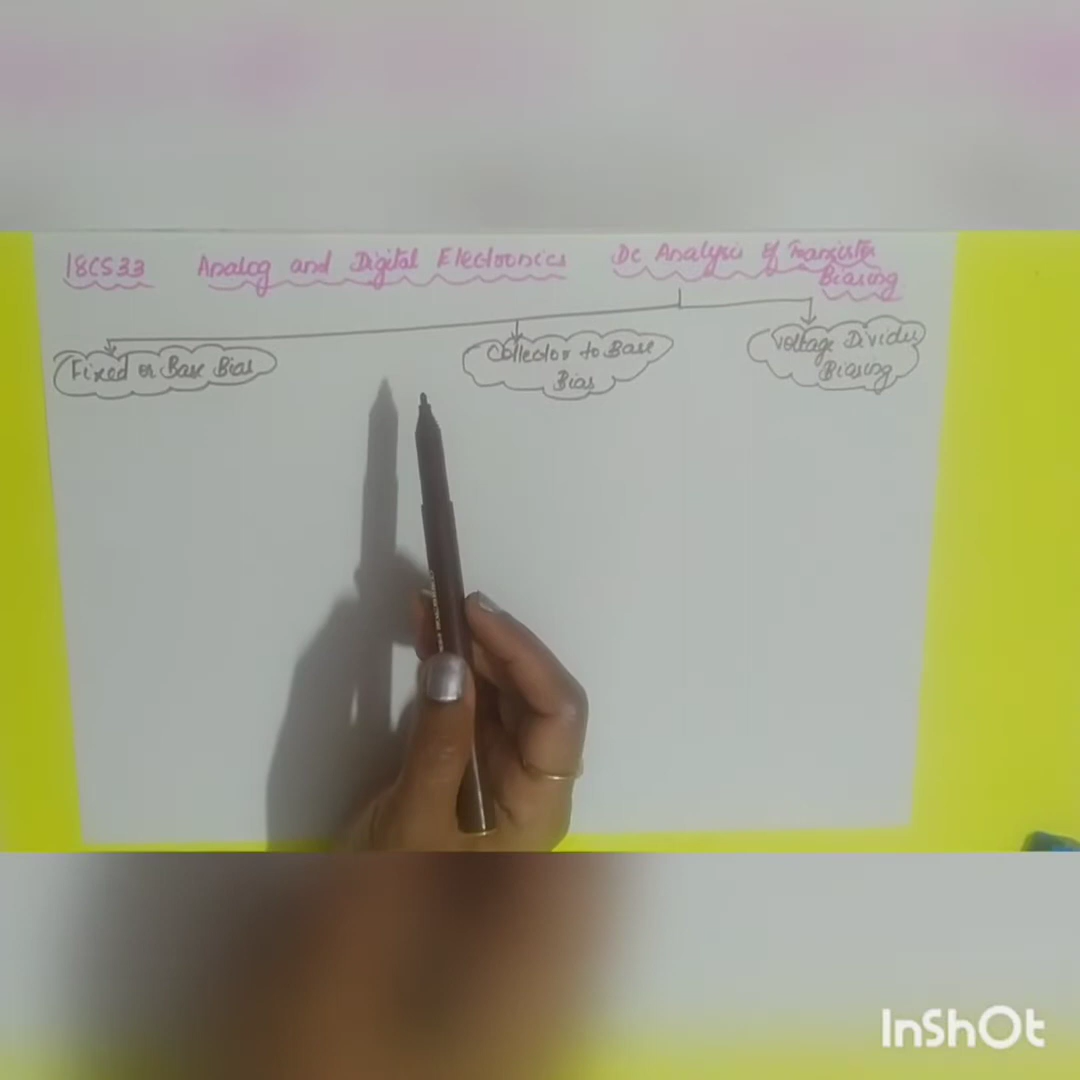 18CS33 Analog and Digital Electronics Dc Analysis of Transistor
Biasing
Fixed or Base Bias
Collector to Base
Bias
Voltage Divider
Biasing
InShOt